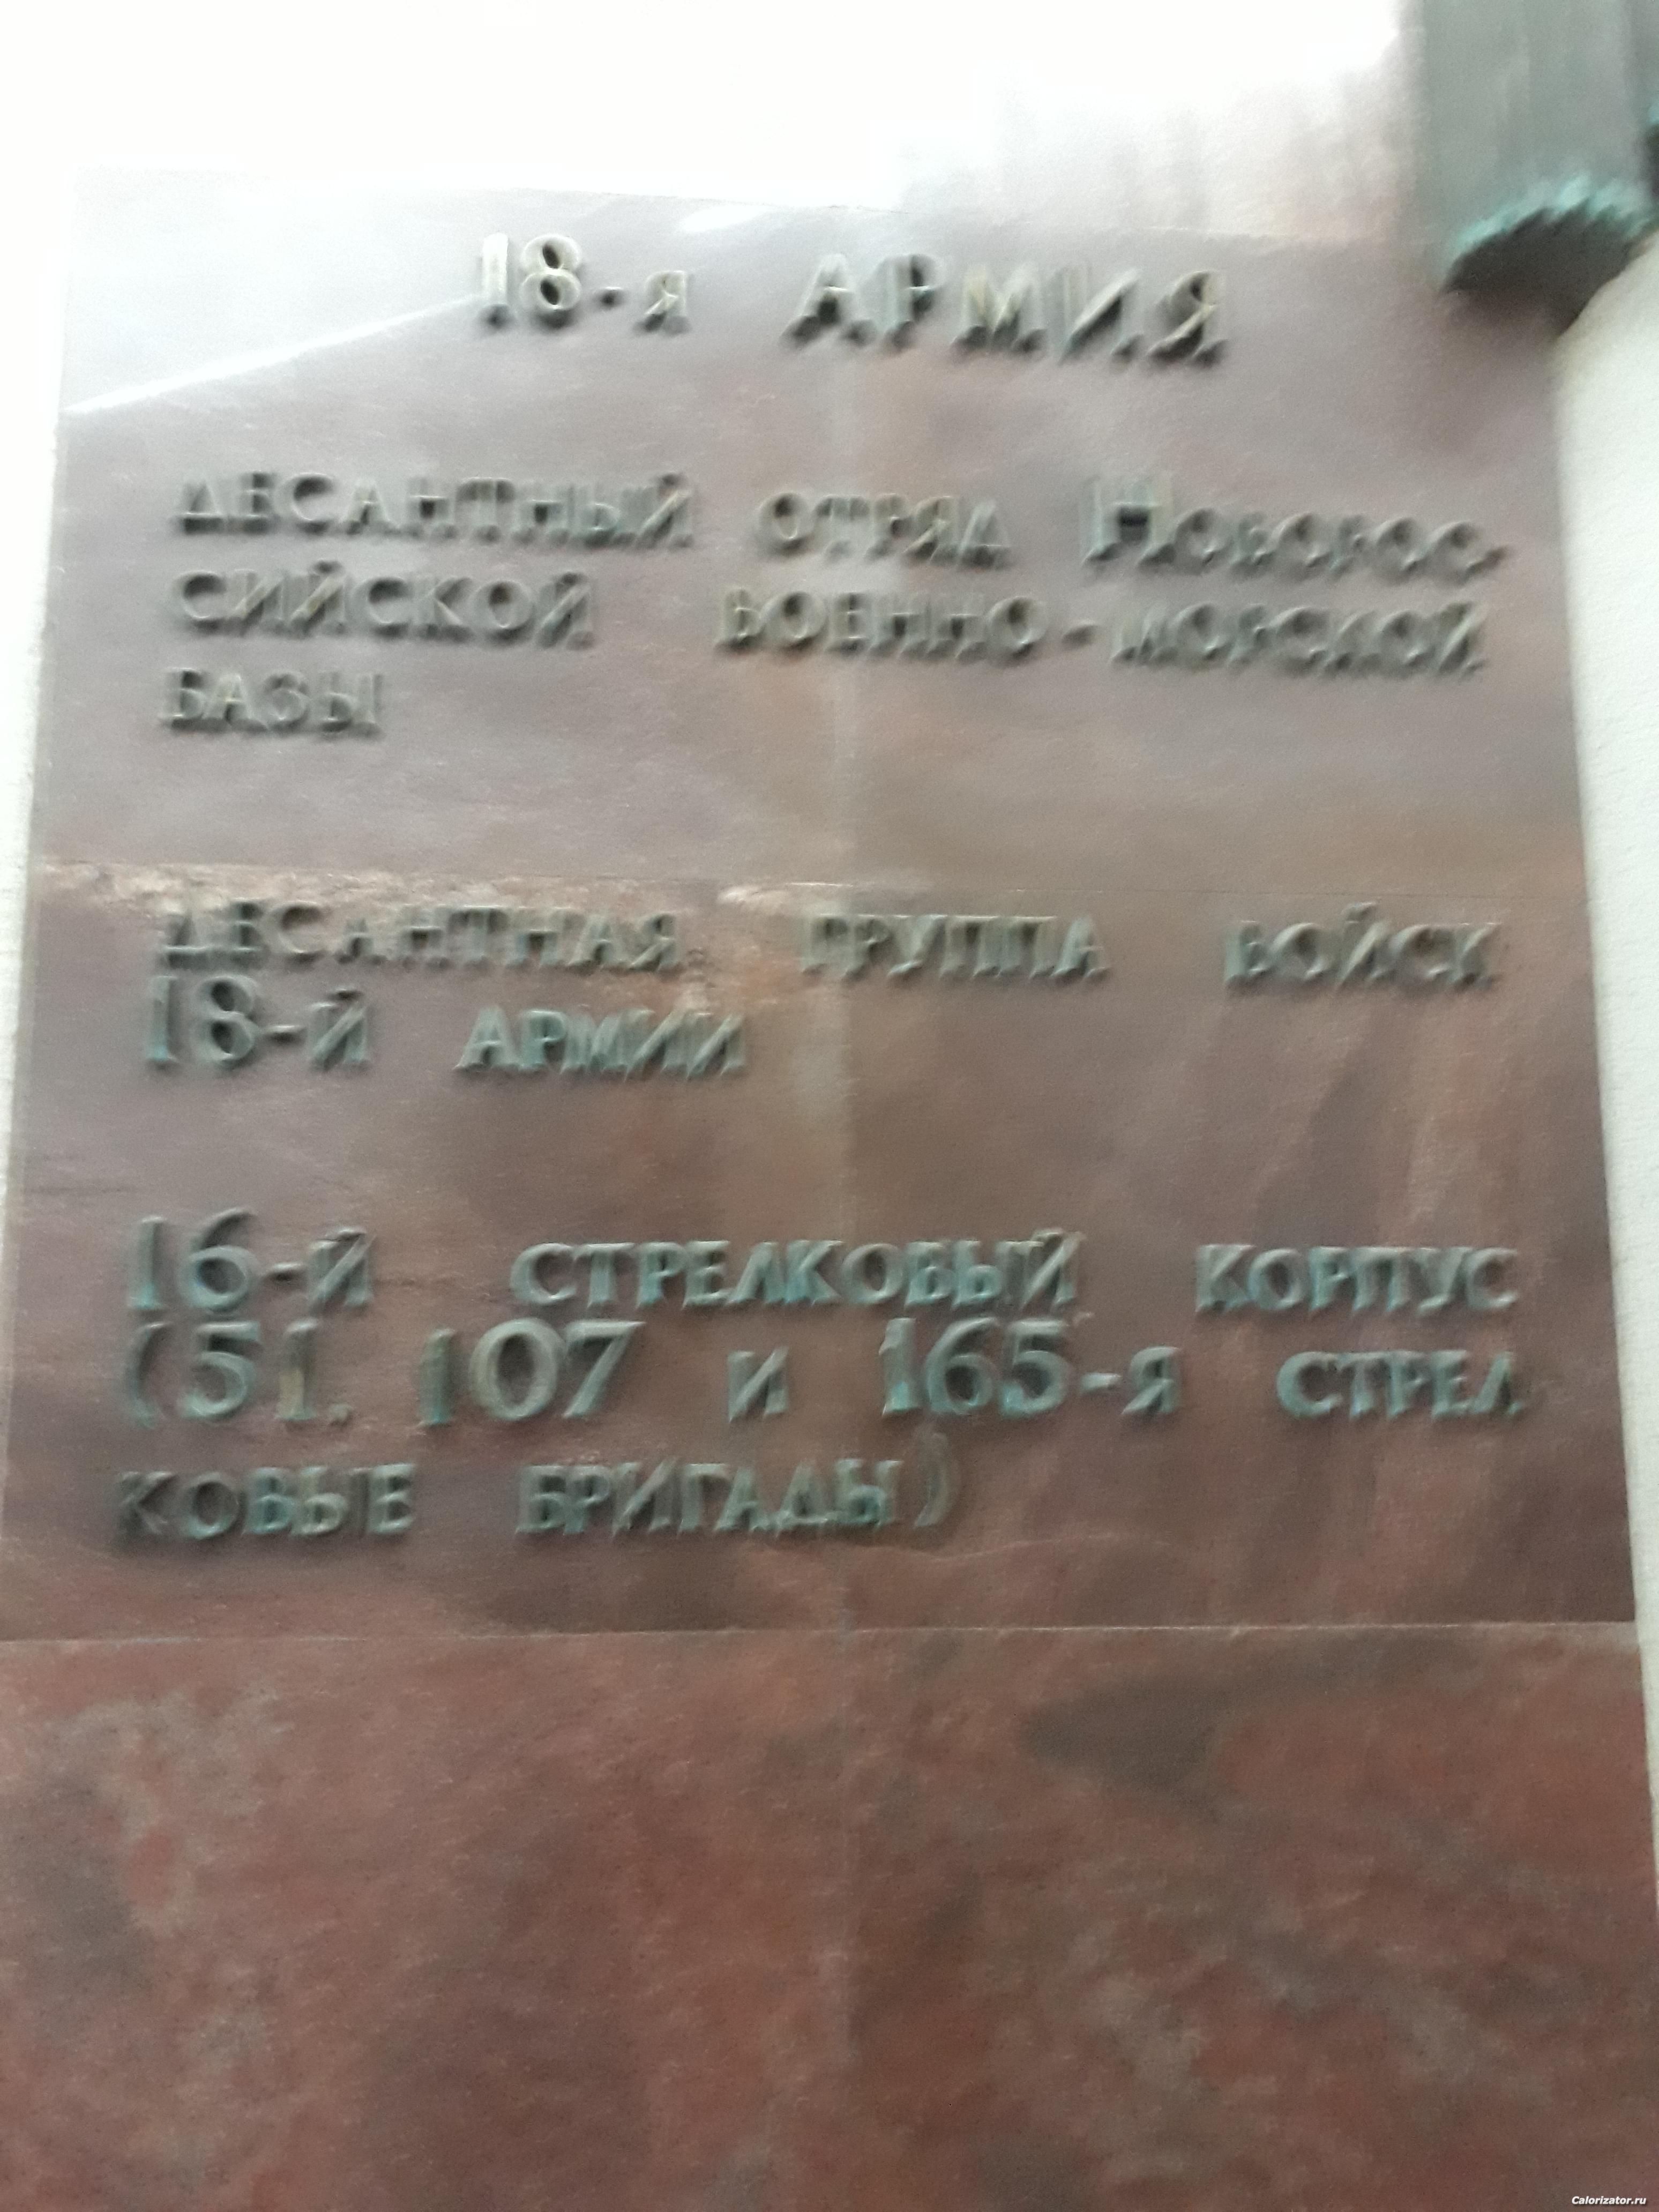 18-я АРМИЯ
ДЕСАНТНЫЙ ОТРЯД НОВОРОС-
СИЙСКОЙ ВОЕННО-МОРСКОЙ
БАЗЫ
ДЕСАНТНАЯ ГРУППА ВОЙСК
18-й АРМИИ
16-й СТРЕЛКОВЫЙ КОРПУС
(51, 107 и 165-я СТРЕЛ
КОВЫЕ БРИГАДЫ)
Calorizator.ru